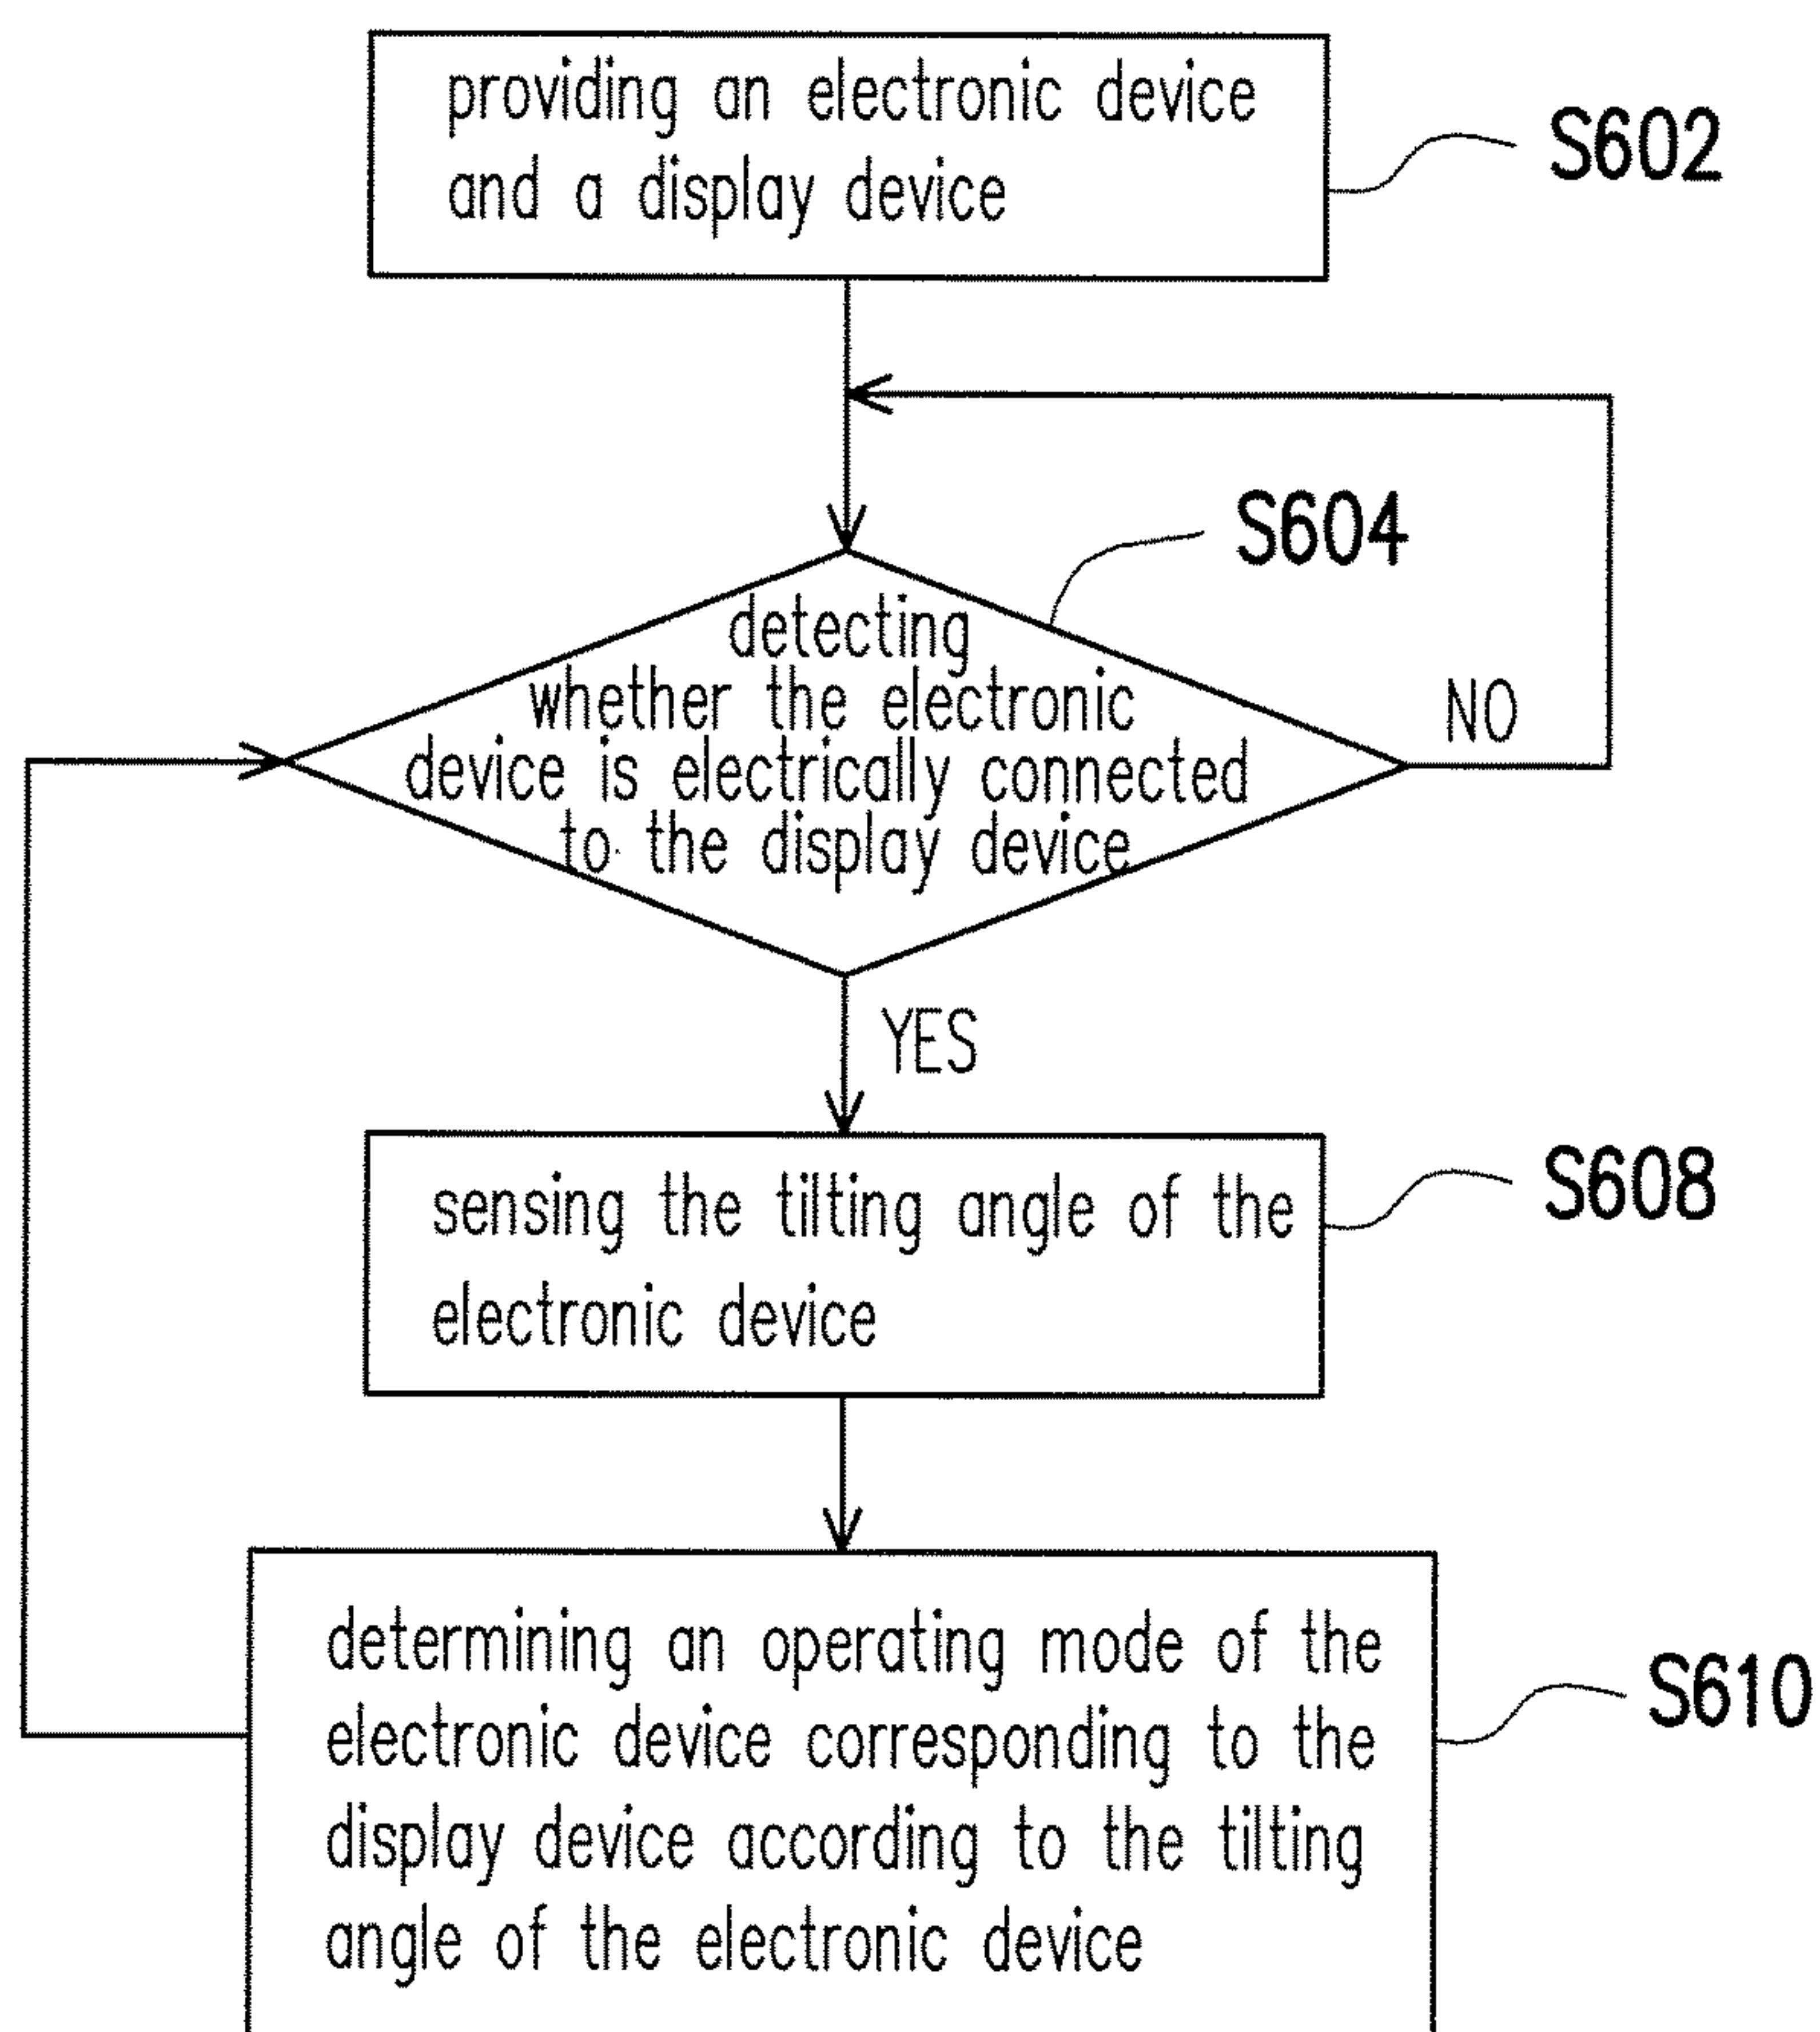 providing an electronic device
and a display device
S602
S604
detecting
whether the electronic
device is electrically connected
to the display device
NO
YES
sensing the tilting angle of the
electronic device
S608
determining an operating mode of the
electronic device corresponding to the
display device according to the tilting
angle of the electronic device
S610